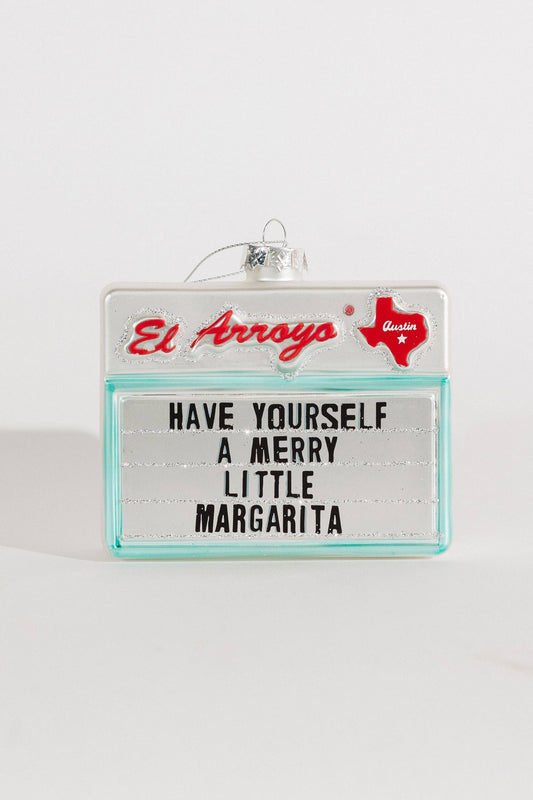 El Arroyo ®
Austin
HAVE YOURSELF
A MERRY
LITTLE
MARGARITA